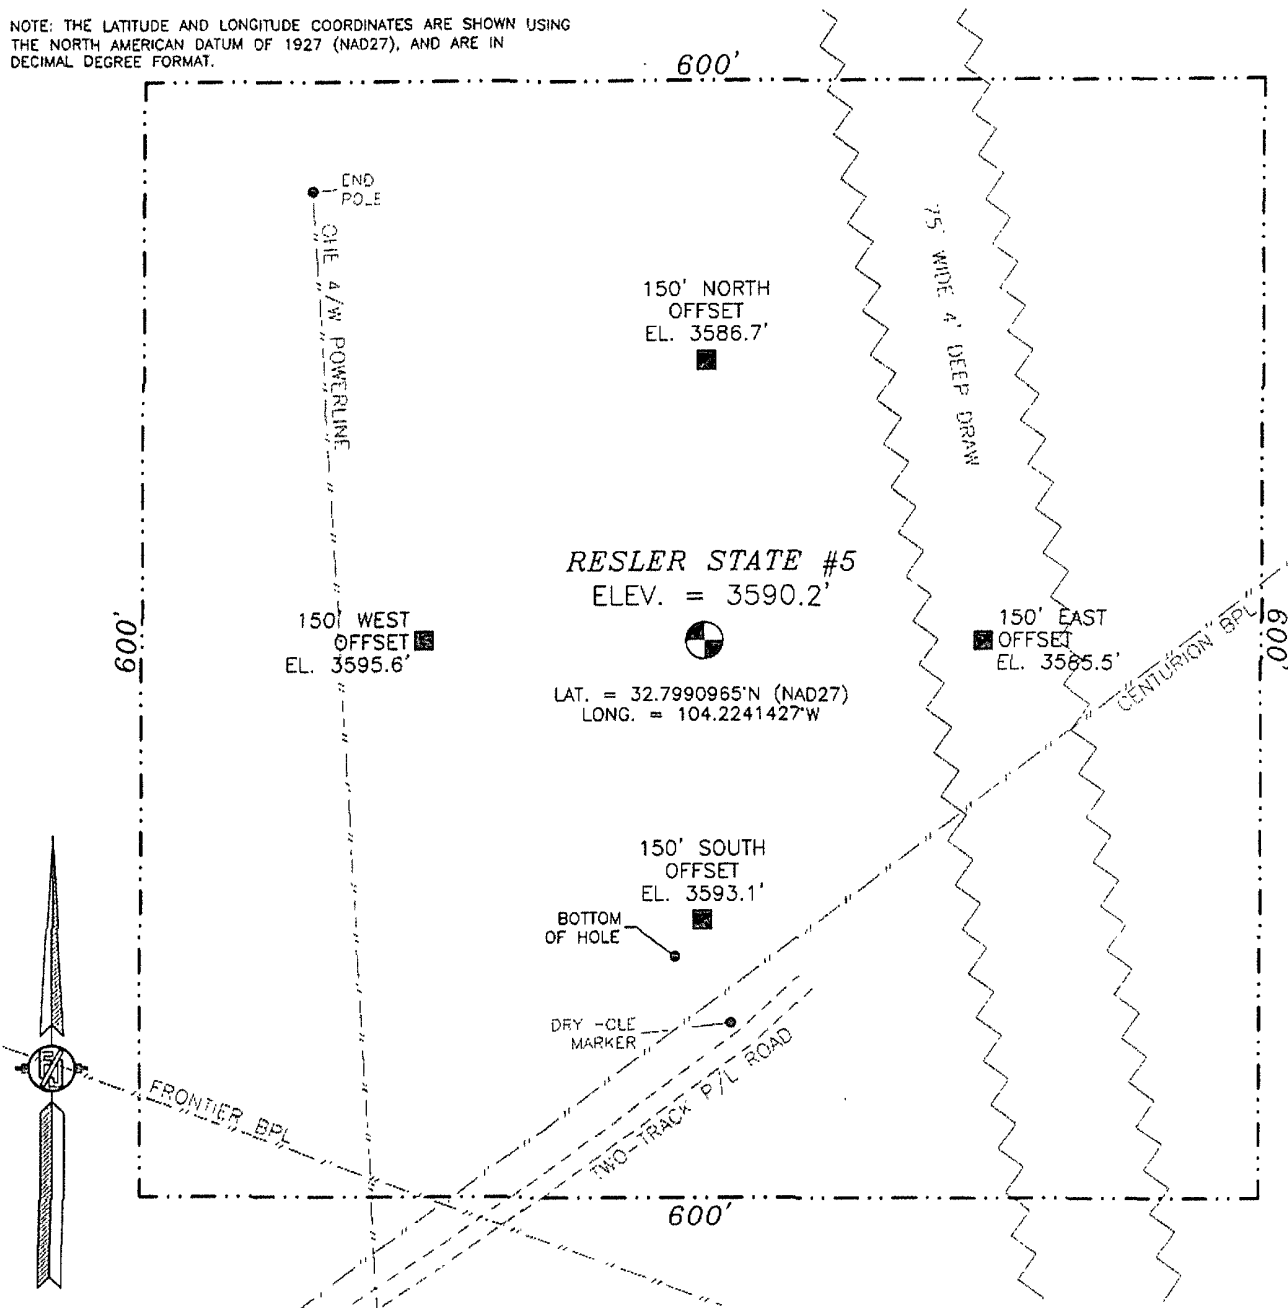 NOTE: THE LATITUDE AND LONGITUDE COORDINATES ARE SHOWN USING
THE NORTH AMERICAN DATUM OF 1927 (NAD27), AND ARE IN
DECIMAL DEGREE FORMAT.
600'
END
POLE
CHE 4/W POWERLINE
75' WIDE 4' DEEP DRAW
150' NORTH
OFFSET
EL. 3586.7'
RESLER STATE #5
ELEV. = 3590.2'
600'
150' WEST
OFFSET
EL. 3595.6'
150' EAST
OFFSET
EL. 3585.5'
600'
CENTURION BPL
LAT. = 32.7990965°N (NAD27)
LONG. = 104.2241427°W
150' SOUTH
OFFSET
EL. 3593.1'
BOTTOM
OF HOLE
DRY -OLE
MARKER
TWO-TRACK P/L ROAD
FRONTIER BPL
600'